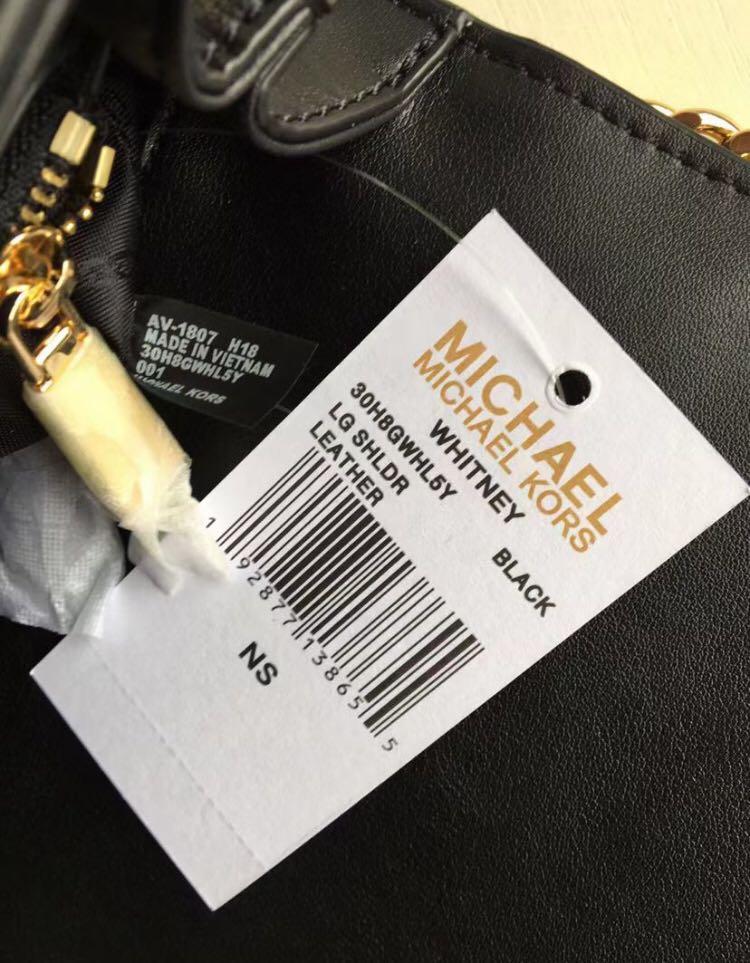 AV-1807 H18
MADE IN VIETNAM
30H8GWHL5Y
001
MICHAEL KORS
MICHAEL
MICHAEL KORS
WHITNEY
30H8GWHL5Y
LG SHLDR
LEATHER
BLACK
1 92877 13865 5
NS